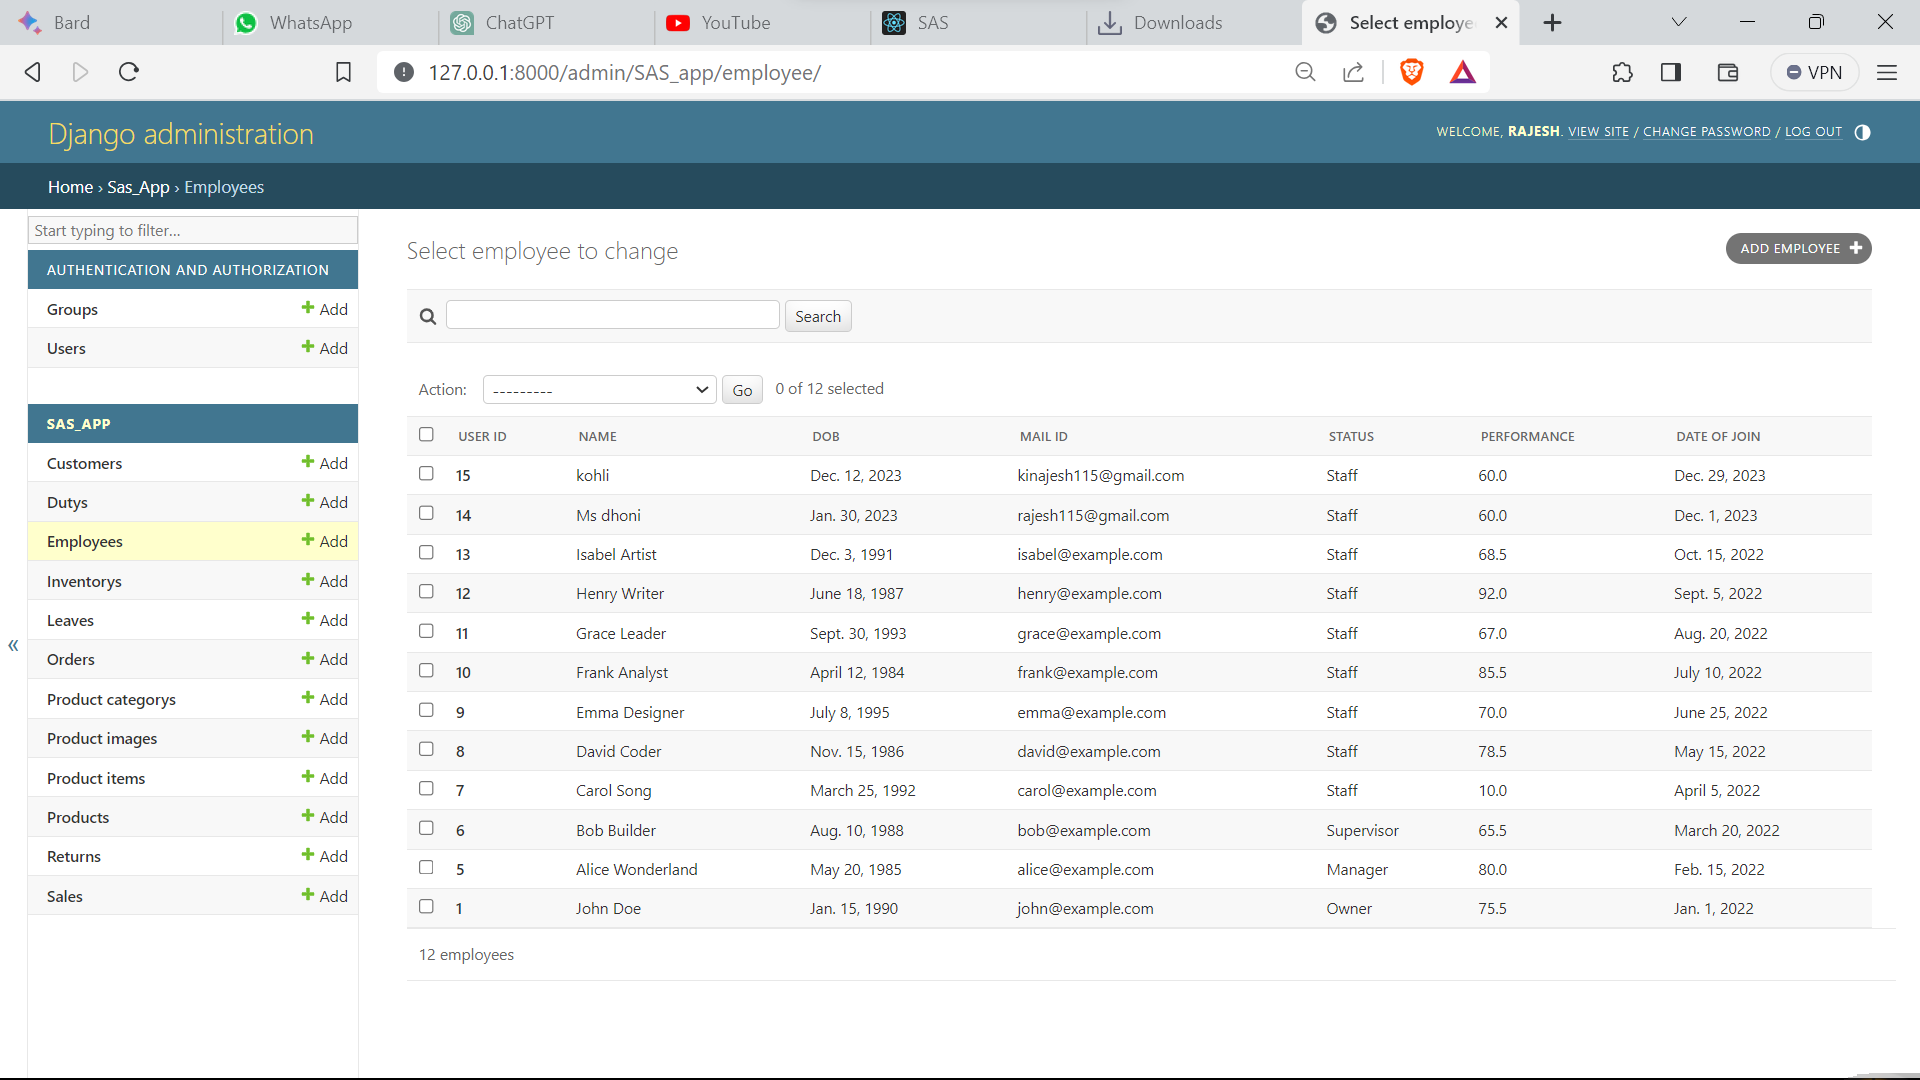 Bard WhatsApp ChatGPT YouTube SAS Downloads Select employe
127.0.0.1:8000/admin/SAS_app/employee/ VPN
Django administration WELCOME, RAJESH. VIEW SITE / CHANGE PASSWORD / LOG OUT
Home › Sas_App › Employees
Start typing to filter...
AUTHENTICATION AND AUTHORIZATION
Groups + Add
Users + Add
SAS_APP
Customers + Add
Dutys + Add
Employees + Add
Inventorys + Add
Leaves + Add
Orders + Add
Product categorys + Add
Product images + Add
Product items + Add
Products + Add
Returns + Add
Sales + Add
«
Select employee to change
ADD EMPLOYEE +
Search
Action: --------- Go 0 of 12 selected
USER ID NAME DOB MAIL ID STATUS PERFORMANCE DATE OF JOIN
15 kohli Dec. 12, 2023 kinajesh115@gmail.com Staff 60.0 Dec. 29, 2023
14 Ms dhoni Jan. 30, 2023 rajesh115@gmail.com Staff 60.0 Dec. 1, 2023
13 Isabel Artist Dec. 3, 1991 isabel@example.com Staff 68.5 Oct. 15, 2022
12 Henry Writer June 18, 1987 henry@example.com Staff 92.0 Sept. 5, 2022
11 Grace Leader Sept. 30, 1993 grace@example.com Staff 67.0 Aug. 20, 2022
10 Frank Analyst April 12, 1984 frank@example.com Staff 85.5 July 10, 2022
9 Emma Designer July 8, 1995 emma@example.com Staff 70.0 June 25, 2022
8 David Coder Nov. 15, 1986 david@example.com Staff 78.5 May 15, 2022
7 Carol Song March 25, 1992 carol@example.com Staff 10.0 April 5, 2022
6 Bob Builder Aug. 10, 1988 bob@example.com Supervisor 65.5 March 20, 2022
5 Alice Wonderland May 20, 1985 alice@example.com Manager 80.0 Feb. 15, 2022
1 John Doe Jan. 15, 1990 john@example.com Owner 75.5 Jan. 1, 2022
12 employees